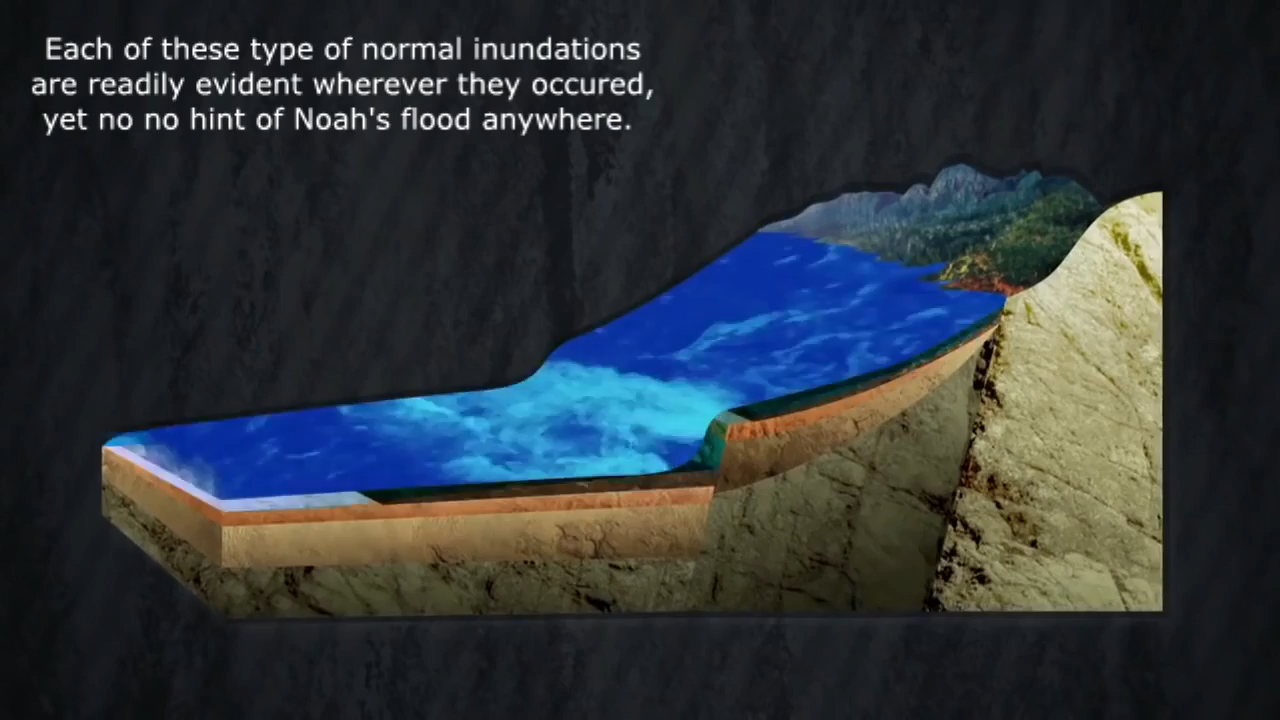 Each of these type of normal inundations
are readily evident wherever they occured,
yet no no hint of Noah's flood anywhere.